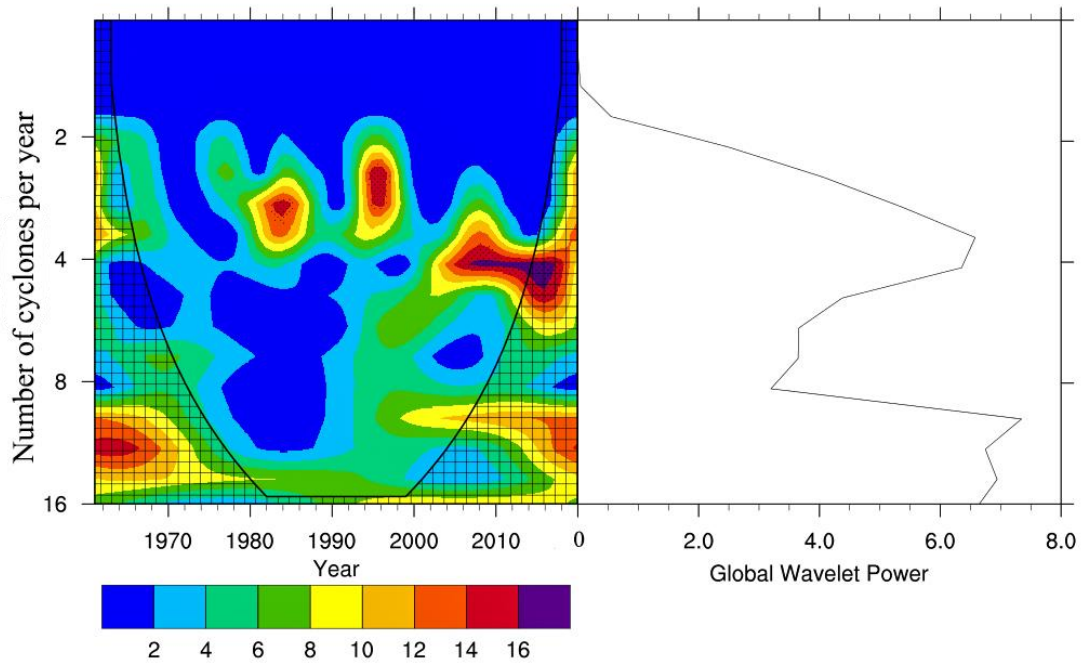 Number of cyclones per year
2
4
8
16
1970 1980 1990 2000 2010 0 2.0 4.0 6.0 8.0
Year
Global Wavelet Power
2 4 6 8 10 12 14 16